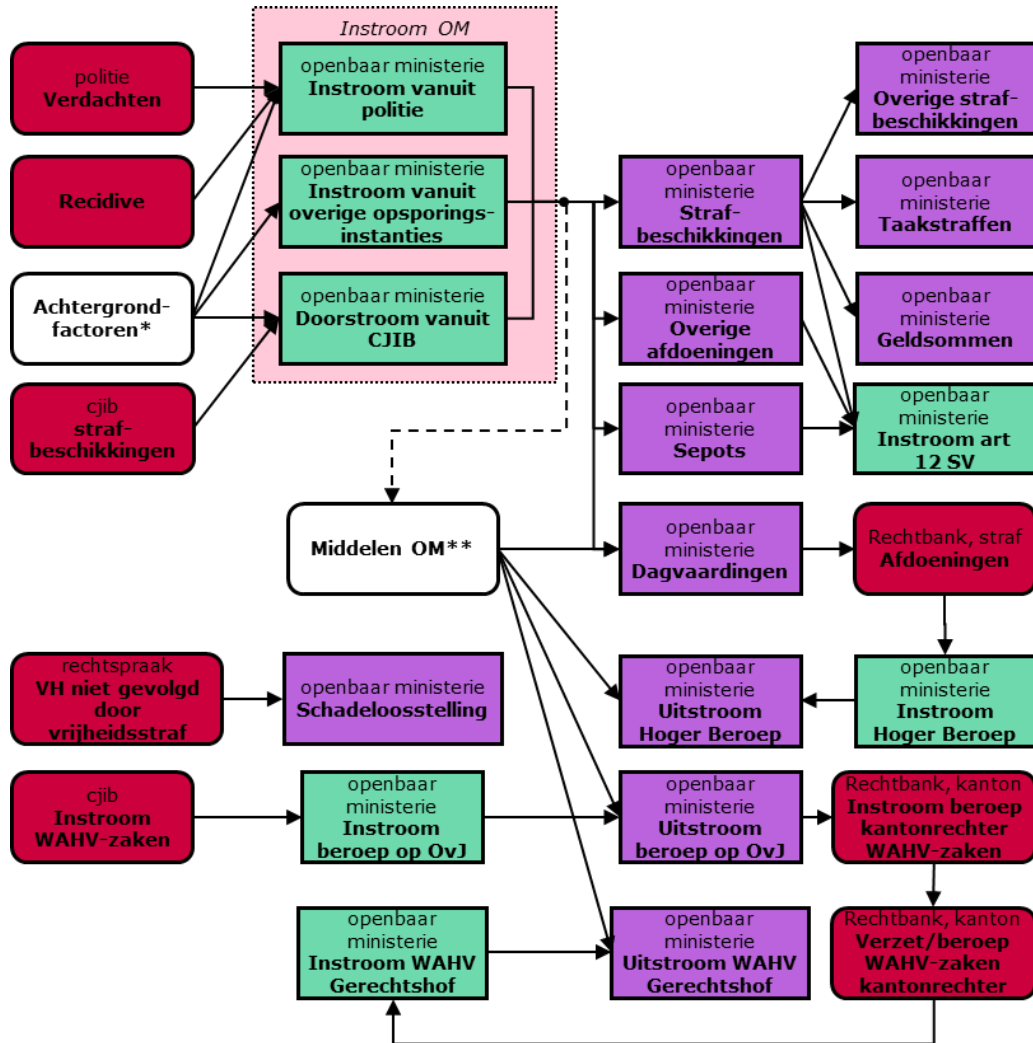 Instroom OM
politie
Verdachten
openbaar ministerie
Instroom vanuit
politie
openbaar
ministerie
Overige straf-
beschikkingen
Recidive
openbaar ministerie
Instroom vanuit
overige opsporings-
instanties
openbaar
ministerie
Straf-
beschikkingen
openbaar
ministerie
Taakstraffen
Achtergrond-
factoren*
openbaar ministerie
Doorstroom vanuit
CJIB
openbaar
ministerie
Overige
afdoeningen
openbaar
ministerie
Geldsommen
cjib
straf-
beschikkingen
openbaar
ministerie
Sepots
openbaar
ministerie
Instroom art
12 SV
Middelen OM**
openbaar
ministerie
Dagvaardingen
Rechtbank, straf
Afdoeningen
rechtspraak
VH niet gevolgd
door
vrijheidsstraf
openbaar ministerie
Schadeloosstelling
openbaar
ministerie
Uitstroom
Hoger Beroep
openbaar
ministerie
Instroom
Hoger Beroep
cjib
Instroom
WAHV-zaken
openbaar
ministerie
Instroom
beroep op OvJ
openbaar
ministerie
Uitstroom
beroep op OvJ
Rechtbank, kanton
Instroom beroep
kantonrechter
WAHV-zaken
openbaar
ministerie
Instroom WAHV
Gerechtshof
openbaar
ministerie
Uitstroom WAHV
Gerechtshof
Rechtbank, kanton
Verzet/beroep
WAHV-zaken
kantonrechter